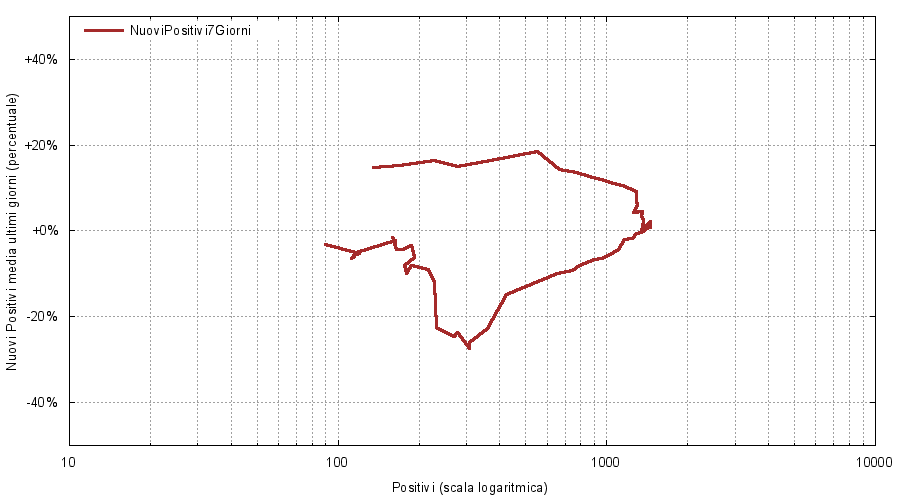 NuoviPositivi7Giorni
+40%
+20%
+0%
-20%
-40%
Nuovi Positivi media ultimi giorni (percentuale)
10 100 1000 10000
Positivi (scala logaritmica)